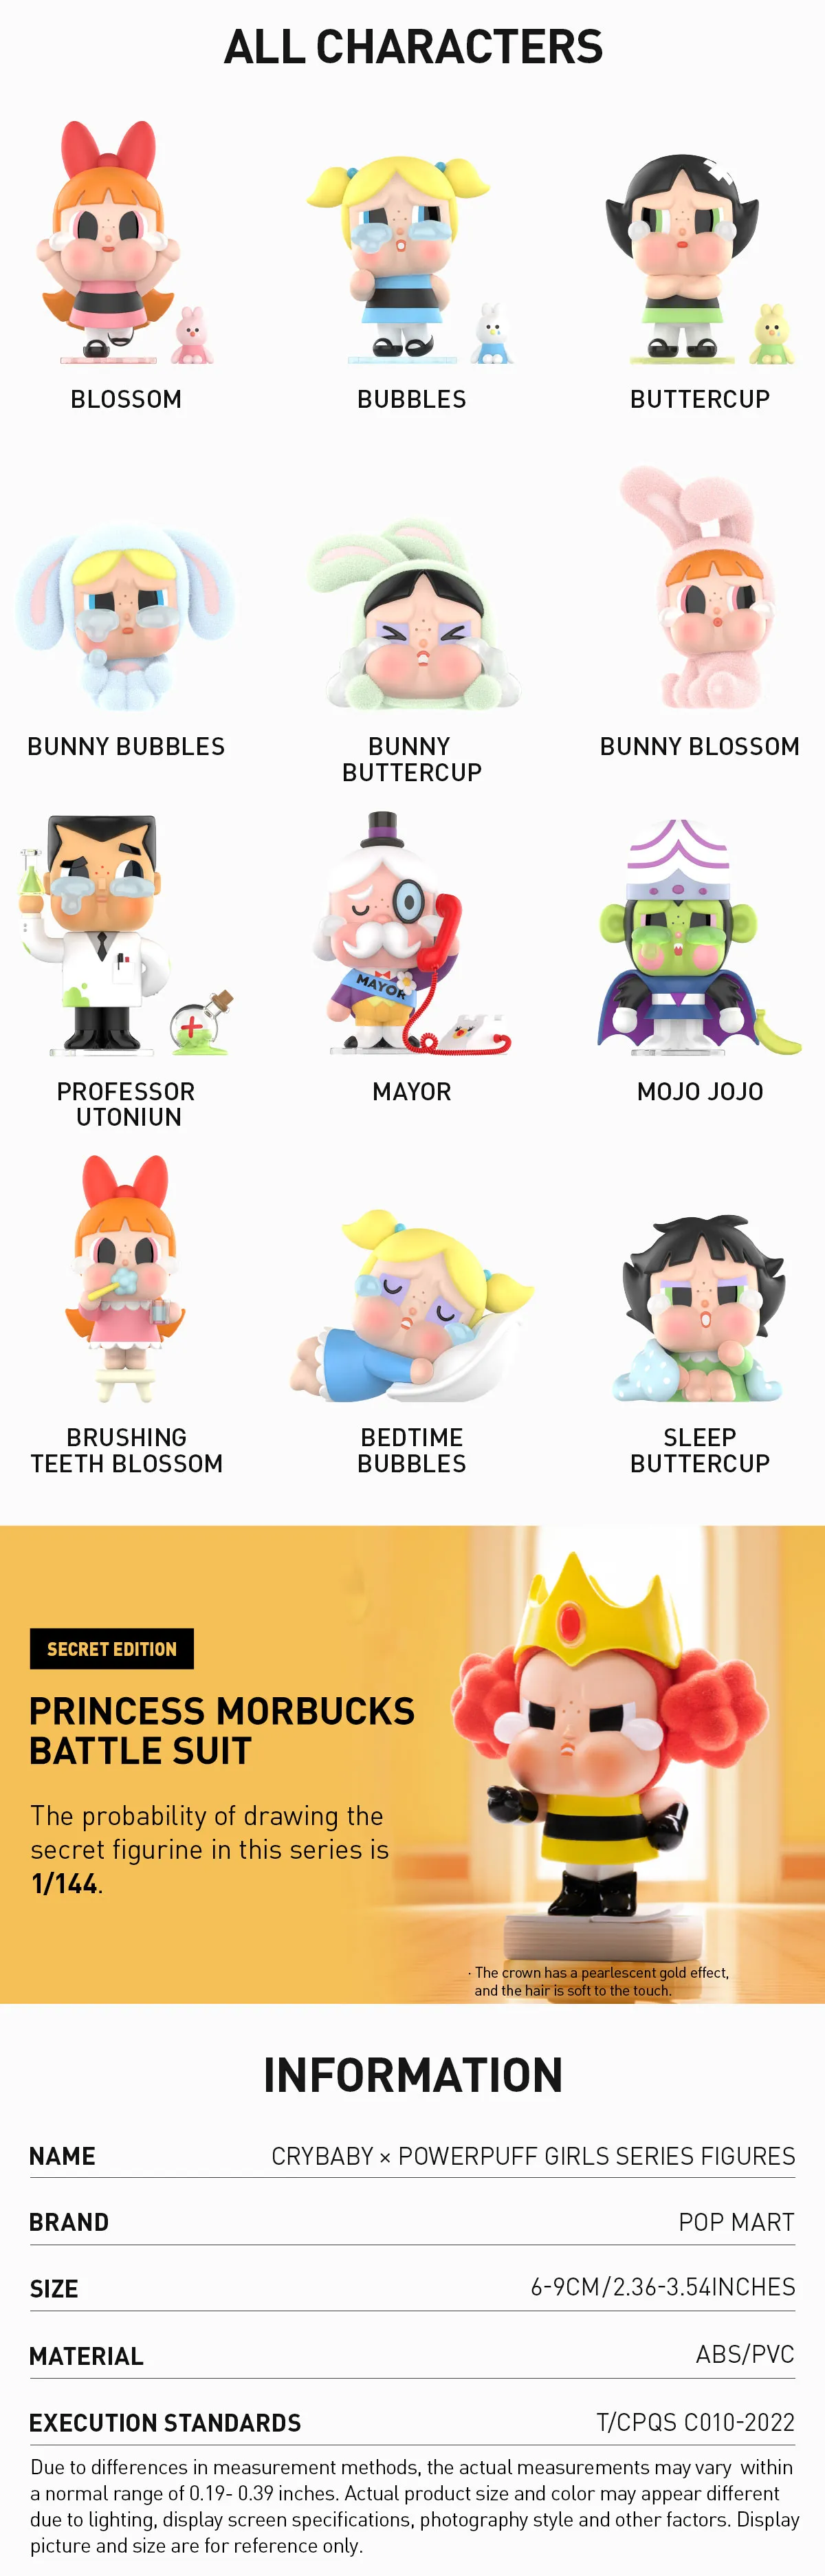 ALL CHARACTERS
BLOSSOM
BUBBLES
BUTTERCUP
BUNNY BUBBLES
BUNNY
BUTTERCUP
BUNNY BLOSSOM
MAYOR
PROFESSOR
UTONIUN
MAYOR
MOJO JOJO
BRUSHING
TEETH BLOSSOM
BEDTIME
BUBBLES
SLEEP
BUTTERCUP
SECRET EDITION
PRINCESS MORBUCKS
BATTLE SUIT
The probability of drawing the
secret figurine in this series is
1/144.
· The crown has a pearlescent gold effect,
and the hair is soft to the touch.
INFORMATION
NAME CRYBABY × POWERPUFF GIRLS SERIES FIGURES
BRAND POP MART
SIZE 6-9CM/2.36-3.54INCHES
MATERIAL ABS/PVC
EXECUTION STANDARDS T/CPQS C010-2022
Due to differences in measurement methods, the actual measurements may vary within
a normal range of 0.19- 0.39 inches. Actual product size and color may appear different
due to lighting, display screen specifications, photography style and other factors. Display
picture and size are for reference only.